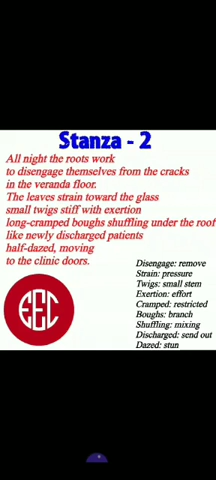 Stanza - 2
All night the roots work
to disengage themselves from the cracks
in the veranda floor.
The leaves strain toward the glass
small twigs stiff with exertion
long-cramped boughs shuffling under the roof
like newly discharged patients
half-dazed, moving
to the clinic doors.
Disengage: remove
Strain: pressure
Twigs: small stem
Exertion: effort
Cramped: restricted
Boughs: branch
Shuffling: mixing
Discharged: send out
Dazed: stun
EEC